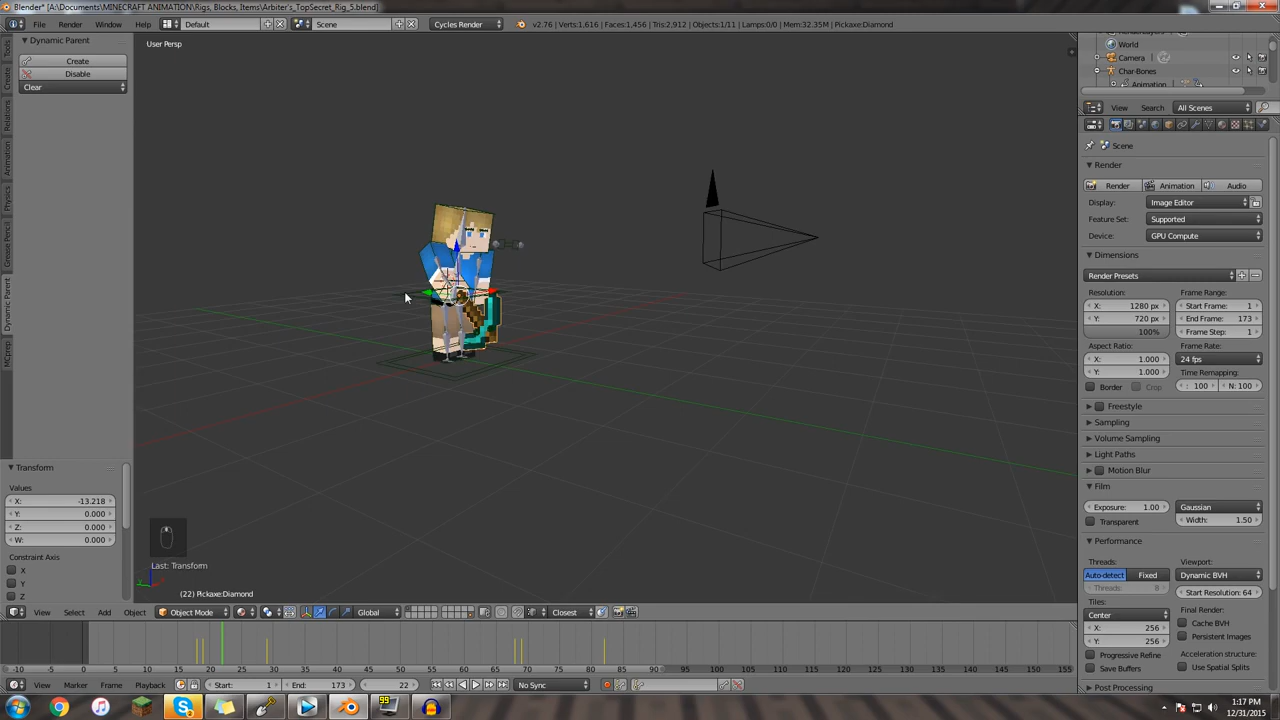 Blender* [A:\Documents\MINECRAFT ANIMATION\Rigs, Blocks, Items\Arbiter's_TopSecret_Rig_5.blend]
File Render Window Help Default Scene Cycles Render v2.76 | Verts:1,616 | Faces:1,456 | Tris:2,912 | Objects:1/11 | Lamps:0/0 | Mem:32.35M | Pickaxe:Diamond
Dynamic Parent
Create
Disable
Clear
Tools
Create
Relations
Animation
Physics
Grease Pencil
Dynamic Parent
MCprep
Transform
Values
X: -13.218
Y: 0.000
Z: 0.000
W: 0.000
Constraint Axis
X
Y
Z
User Persp
Last: Transform
(22) Pickaxe:Diamond
View Select Add Object Object Mode Global Closest
-10 -5 0 5 10 15 20 25 30 35 40 45 50 55 60 65 70 75 80 85 90 95 100 105 110 115 120 125 130 135 140 145 150 155
View Marker Frame Playback Start: 1 End: 173 22 No Sync
World
Camera
Char-Bones
Animation
View Search All Scenes
Scene
Render
Render Animation Audio
Display: Image Editor
Feature Set: Supported
Device: GPU Compute
Dimensions
Render Presets
Resolution: Frame Range:
X: 1280 px Start Frame: 1
Y: 720 px End Frame: 173
100% Frame Step: 1
Aspect Ratio: Frame Rate:
X: 1.000 24 fps
Y: 1.000 Time Remapping:
Border Crop : 100 N: 100
Freestyle
Sampling
Volume Sampling
Light Paths
Motion Blur
Film
Exposure: 1.00 Gaussian
Transparent Width: 1.50
Performance
Threads: Viewport:
Auto-detect Fixed Dynamic BVH
Threads: 8 Start Resolution: 64
Tiles: Final Render:
Center Cache BVH
X: 256 Persistent Images
Y: 256 Acceleration structure:
Progressive Refine Use Spatial Splits
Save Buffers
Post Processing
99
1:17 PM
12/31/2015